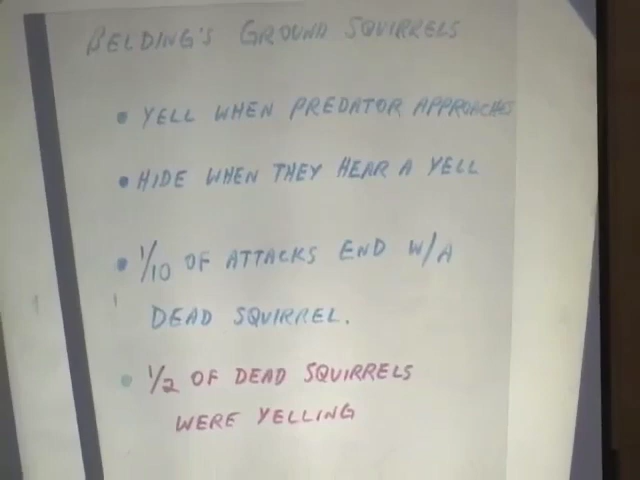 BELDING'S GROUND SQUIRRELS
• YELL WHEN PREDATOR APPROACHES
• HIDE WHEN THEY HEAR A YELL
• 1/10 OF ATTACKS END W/A
DEAD SQUIRREL.
• 1/2 OF DEAD SQUIRRELS
WERE YELLING